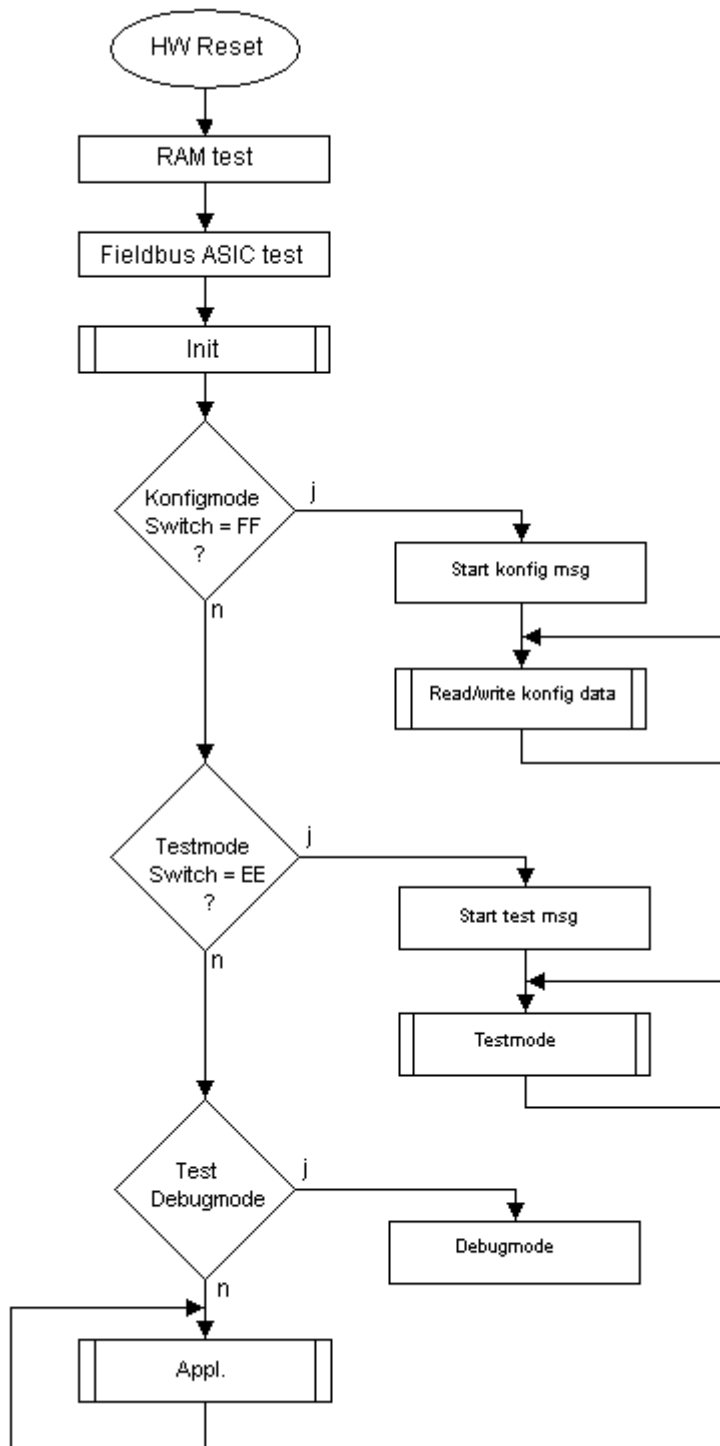 HW Reset
RAM test
Fieldbus ASIC test
Init
Konfigmode
Switch = FF
?
j
n
Start konfig msg
Read/write konfig data
Testmode
Switch = EE
?
j
n
Start test msg
Testmode
Test
Debugmode
j
n
Debugmode
Appl.